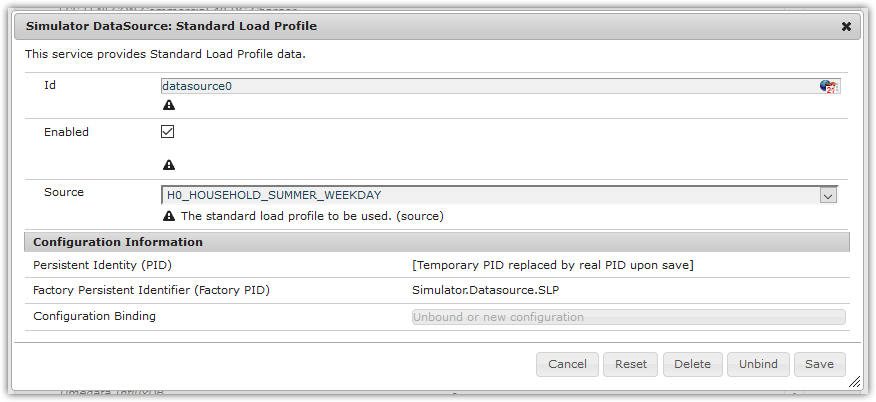 Simulator DataSource: Standard Load Profile
This service provides Standard Load Profile data.
Id
datasource0
Enabled
Source
H0_HOUSEHOLD_SUMMER_WEEKDAY
The standard load profile to be used. (source)
Configuration Information
Persistent Identity (PID)
[Temporary PID replaced by real PID upon save]
Factory Persistent Identifier (Factory PID)
Simulator.Datasource.SLP
Configuration Binding
Unbound or new configuration
Cancel
Reset
Delete
Unbind
Save